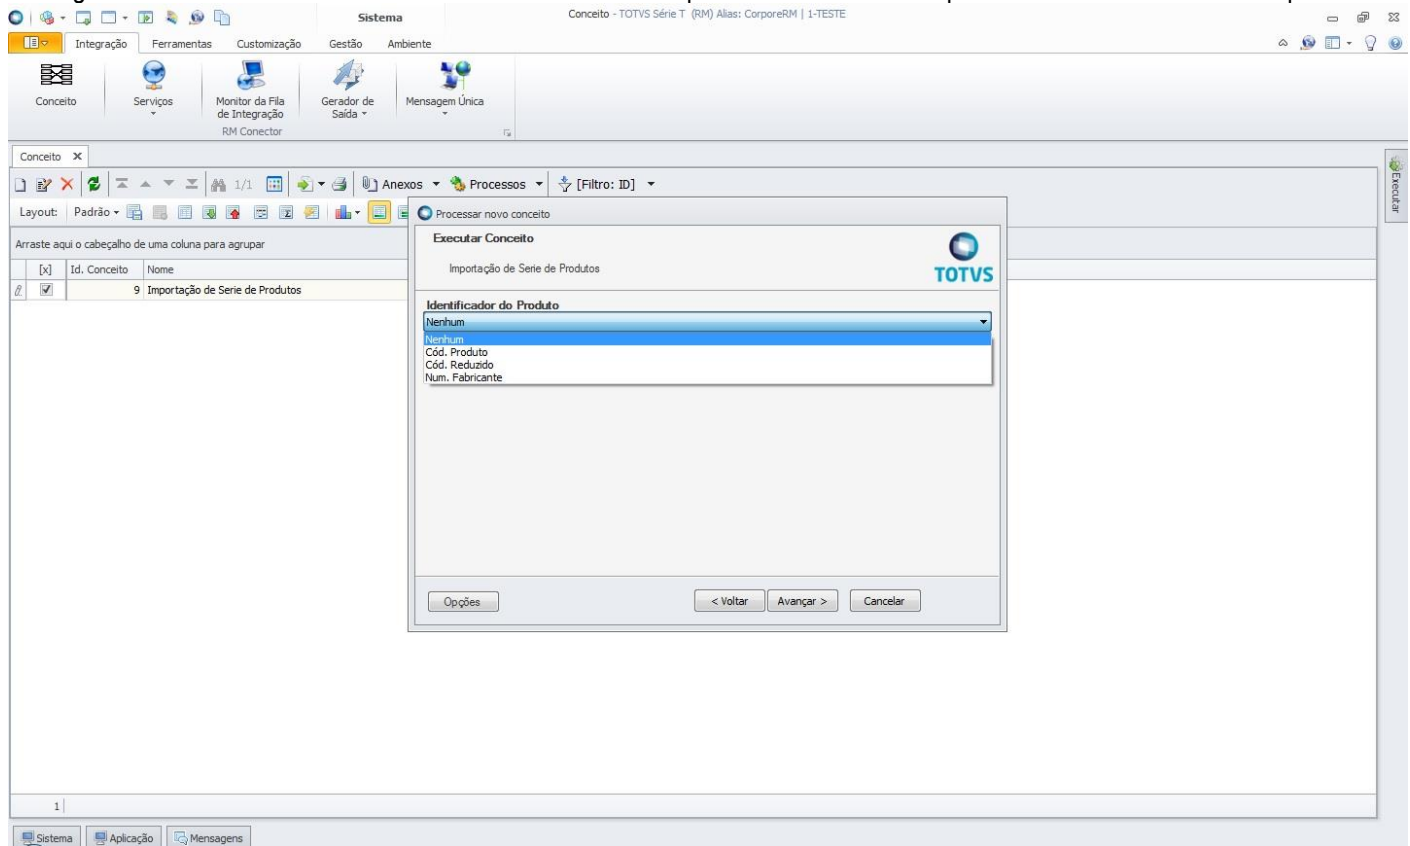 Sistema
Conceito - TOTVS Série T (RM) Alias: CorporeRM | 1-TESTE
Integração Ferramentas Customização Gestão Ambiente
Conceito Serviços Monitor da Fila de Integração Gerador de Saída Mensagem Única
RM Conector
Conceito
1/1 Anexos Processos [Filtro: ID]
Executar
Layout: Padrão
Arraste aqui o cabeçalho de uma coluna para agrupar
[x] Id. Conceito Nome
9 Importação de Serie de Produtos
Processar novo conceito
Executar Conceito
Importação de Serie de Produtos
TOTVS
Identificador do Produto
Nenhum
Nenhum
Cód. Produto
Cód. Reduzido
Num. Fabricante
Opções < Voltar Avançar > Cancelar
1
Sistema Aplicação Mensagens